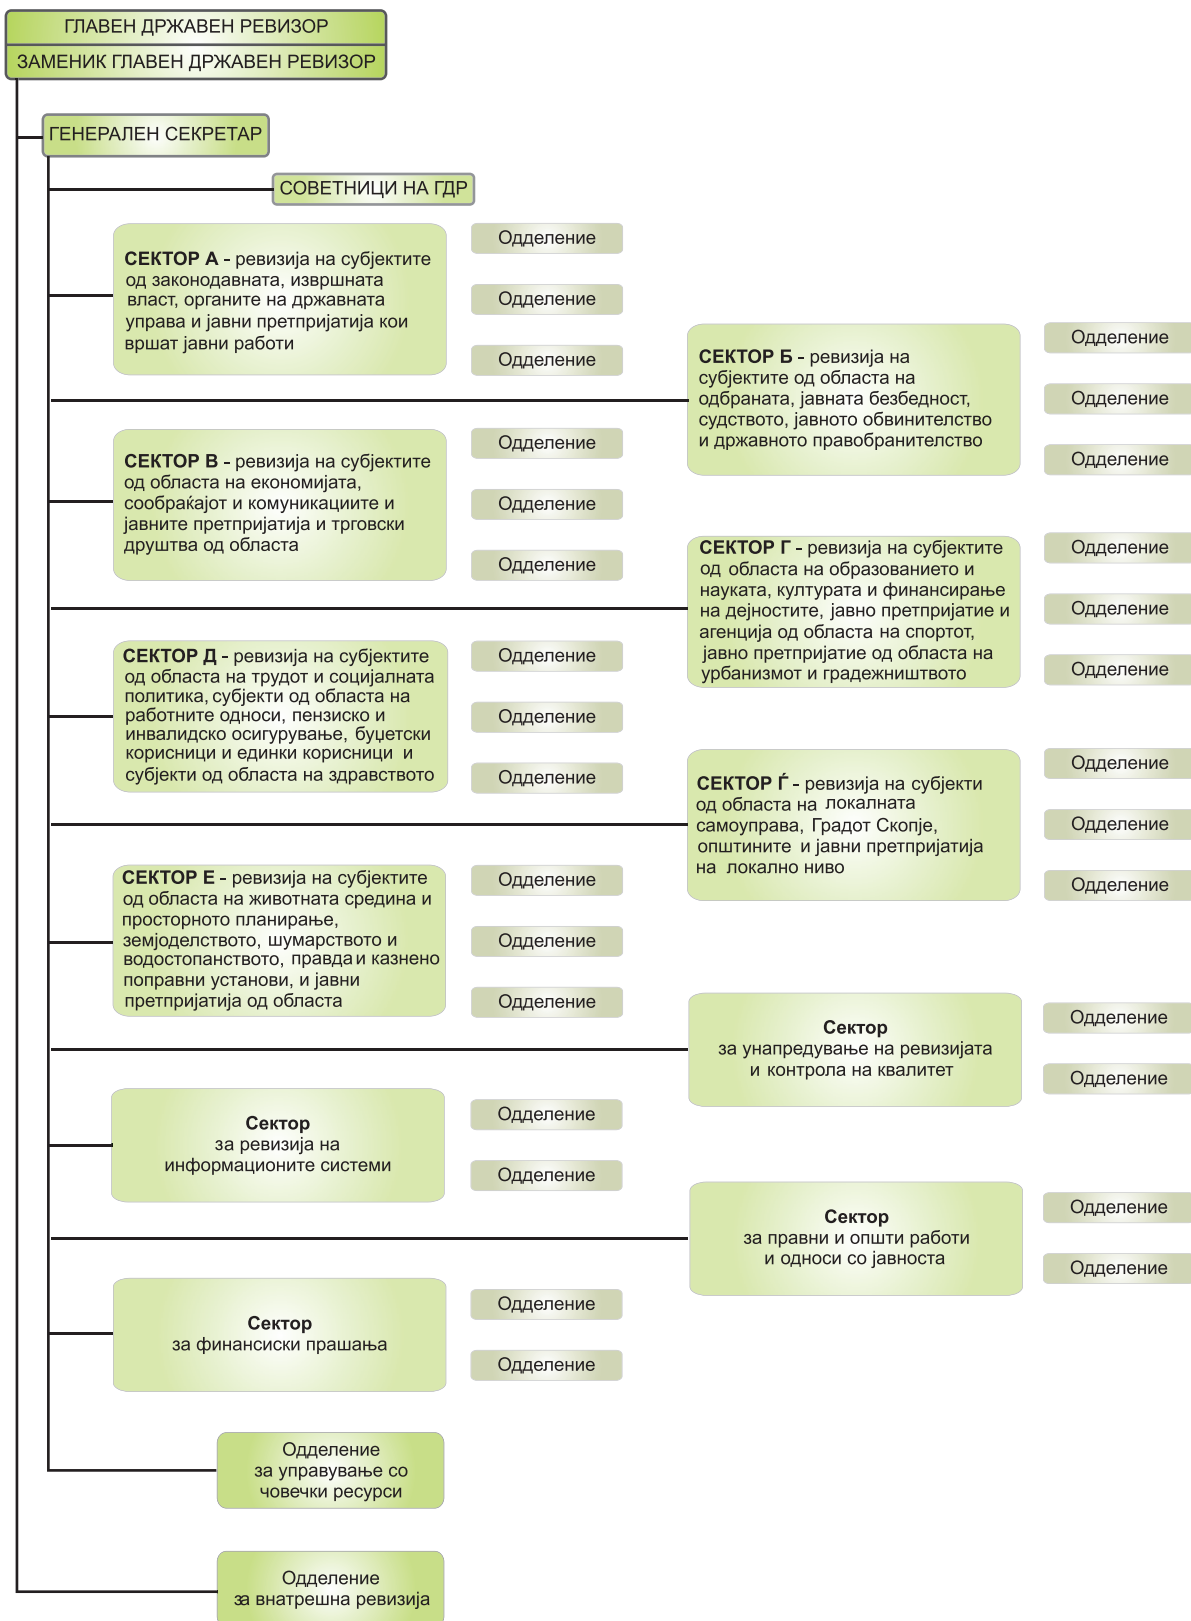 ГЛАВЕН ДРЖАВЕН РЕВИЗОР
ЗАМЕНИК ГЛАВЕН ДРЖАВЕН РЕВИЗОР
ГЕНЕРАЛЕН СЕКРЕТАР
СОВЕТНИЦИ НА ГДР
СЕКТОР А - ревизија на субјектите
од законодавната, извршната
власт, органите на државната
управа и јавни претпријатија кои
вршат јавни работи
Одделение
Одделение
Одделение
СЕКТОР Б - ревизија на
субјектите од областа на
одбраната, јавната безбедност,
судството, јавното обвинителство
и државното правобранителство
Одделение
Одделение
Одделение
СЕКТОР В - ревизија на субјектите
од областа на економијата,
сообраќајот и комуникациите и
јавните претпријатија и трговски
друштва од областа
Одделение
Одделение
Одделение
СЕКТОР Г - ревизија на субјектите
од областа на образованието и
науката, културата и финансирање
на дејностите, јавно претпријатие и
агенција од областа на спортот,
јавно претпријатие од областа на
урбанизмот и градежништвото
Одделение
Одделение
Одделение
СЕКТОР Д - ревизија на субјектите
од областа на трудот и социјалната
политика, субјекти од областа на
работните односи, пензиско и
инвалидско осигурување, буџетски
корисници и единки корисници и
субјекти од областа на здравството
Одделение
Одделение
Одделение
СЕКТОР Ѓ - ревизија на субјекти
од областа на локалната
самоуправа, Градот Скопје,
општините и јавни претпријатија
на локално ниво
Одделение
Одделение
Одделение
СЕКТОР Е - ревизија на субјектите
од областа на животната средина и
просторното планирање,
земјоделството, шумарството и
водостопанството, правда и казнено
поправни установи, и јавни
претпријатија од областа
Одделение
Одделение
Одделение
Сектор
за унапредување на ревизијата
и контрола на квалитет
Одделение
Одделение
Сектор
за ревизија на
информационите системи
Одделение
Одделение
Сектор
за правни и општи работи
и односи со јавноста
Одделение
Одделение
Сектор
за финансиски прашања
Одделение
Одделение
Одделение
за управување со
човечки ресурси
Одделение
за внатрешна ревизија